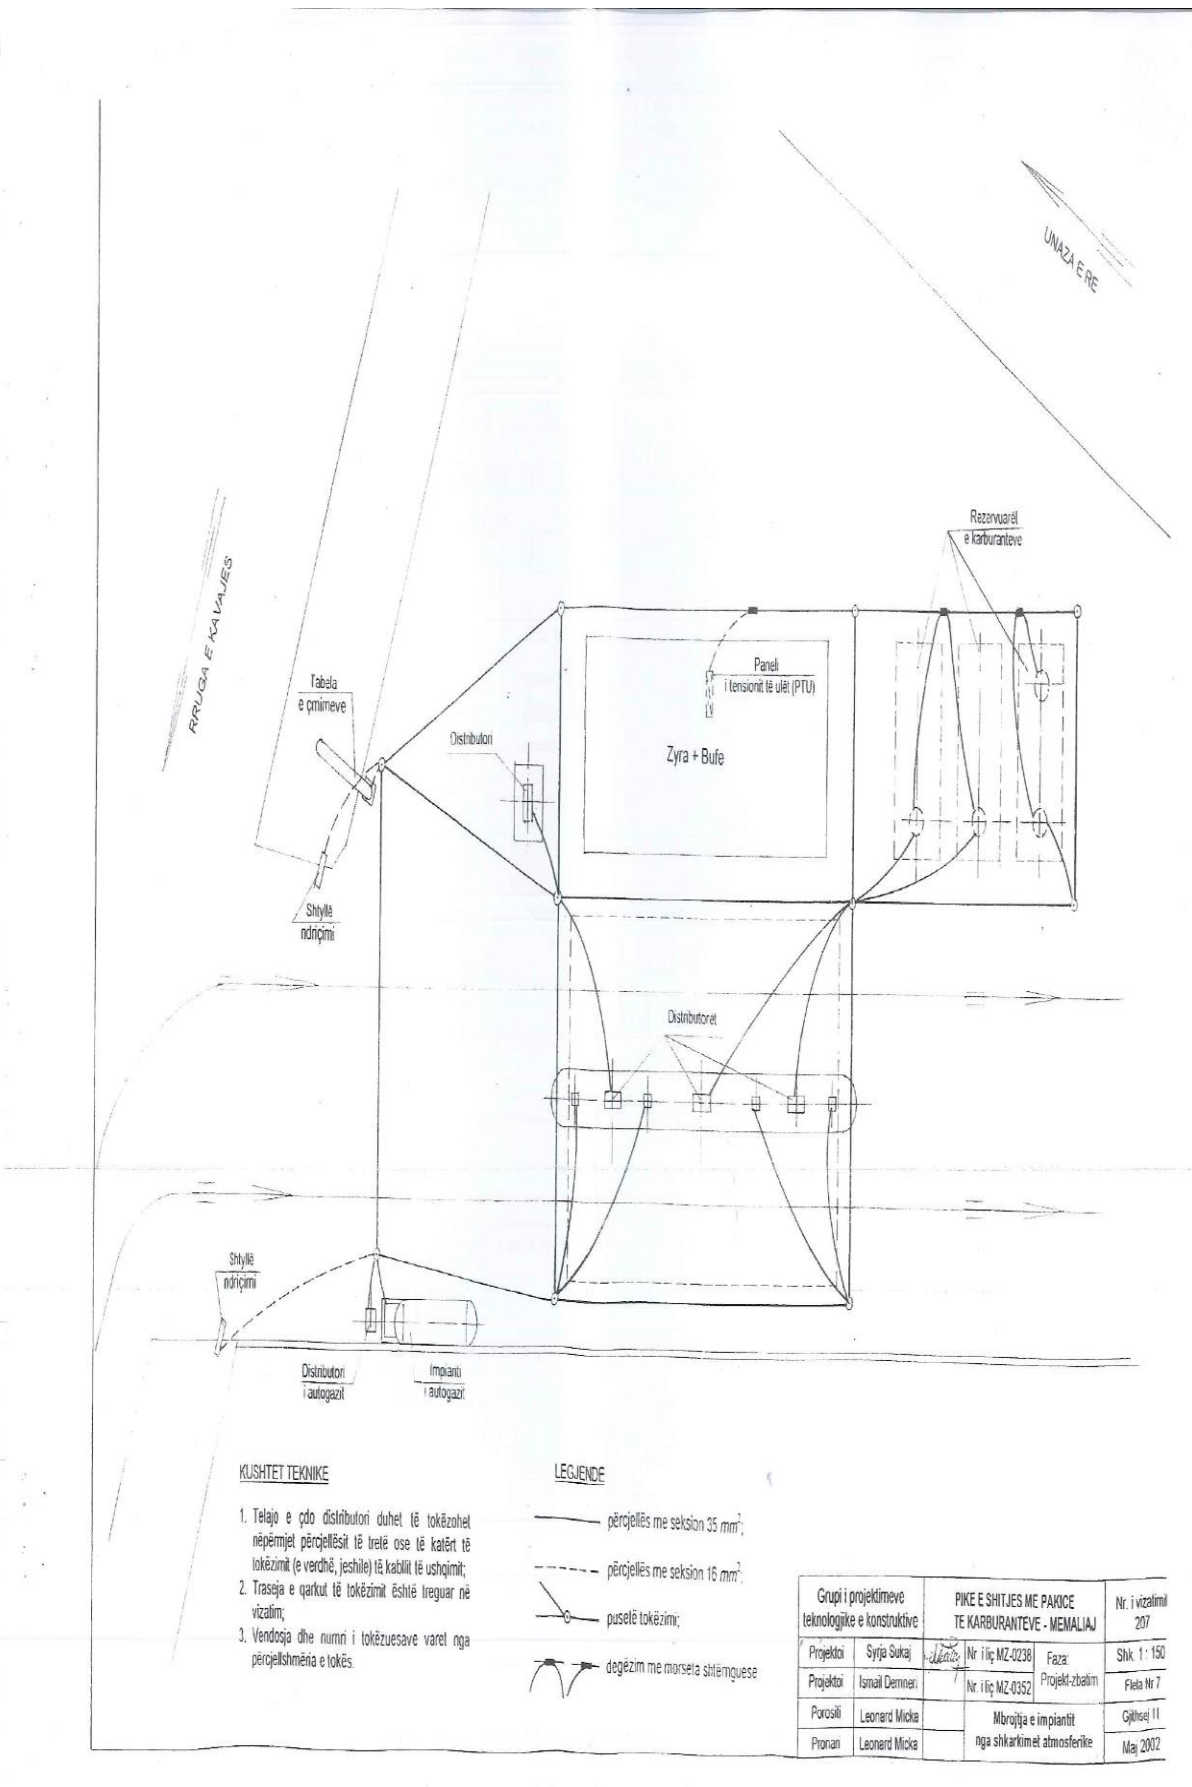 UNAZA E RE
RRUGA E KAVAJES
Rezervuarët
e karburanteve
Tabela
e çmimeve
Paneli
i tensionit të ulët (PTU)
Distributori
Zyra + Bufe
Shtyllë
ndriçimi
Distributorët
Shtyllë
ndriçimi
Distributori
i autogazit
Impianti
i autogazit
KUSHTET TEKNIKE
1. Telajo e çdo distributori duhet të tokëzohet
nëpërmjet përcjellësit të tretë ose të katërt të
tokëzimit (e verdhë, jeshile) të kabllit të ushqimit;
2. Traseja e qarkut të tokëzimit është treguar në
vizatim;
3. Vendosja dhe numri i tokëzuesave varet nga
përcjellshmëria e tokës.
LEGJENDE
përcjellës me seksion 35 mm²;
përcjellës me seksion 16 mm²;
pusetë tokëzimi;
degëzim me morseta shtërnguese
Grupi i projektimeve
teknologjike e konstruktive
PIKE E SHITJES ME PAKICE
TE KARBURANTEVE - MEMALIAJ
Nr. i vizatimit
207
Projektoi Syrja Sukaj Nr i liç MZ-0238
Projektoi Ismail Demneri Nr. i liç MZ-0352
Faza:
Projekt-zbatim
Shk. 1 : 150
Fleta Nr 7
Porositi Leonard Micka
Pronari Leonard Micka
Mbrojtja e impiantit
nga shkarkimet atmosferike
Gjithsej 11
Maj 2002